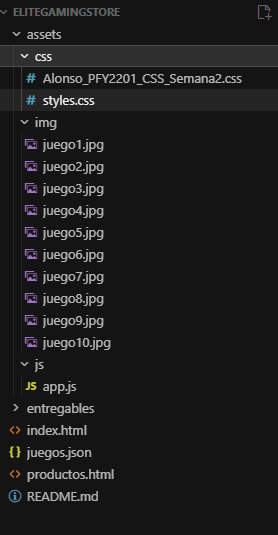 ELITEGAMINGSTORE
assets
css
# Alonso_PFY2201_CSS_Semana2.css
# styles.css
img
juego1.jpg
juego2.jpg
juego3.jpg
juego4.jpg
juego5.jpg
juego6.jpg
juego7.jpg
juego8.jpg
juego9.jpg
juego10.jpg
js
JS app.js
entregables
<> index.html
{} juegos.json
<> productos.html
README.md